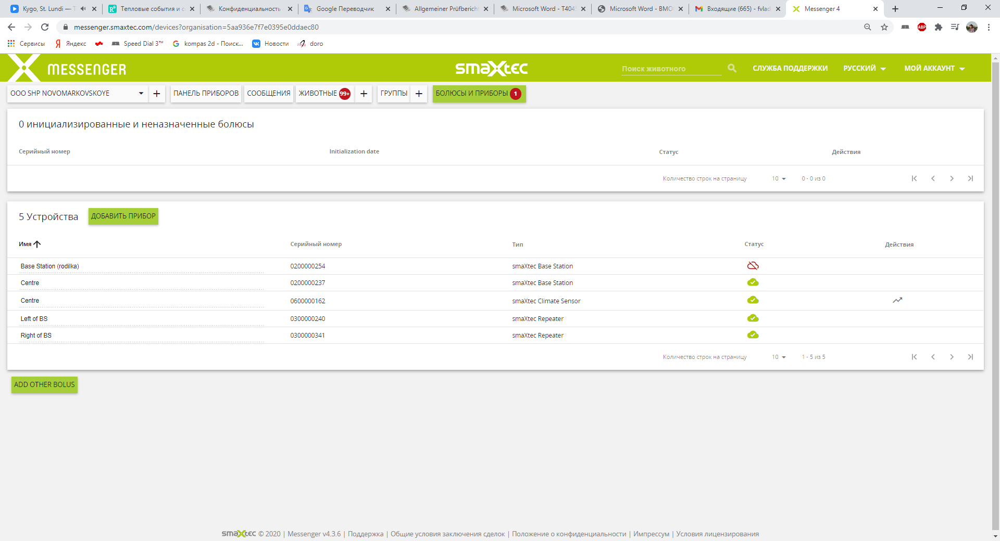 Kygo, St. Lundi — T
Тепловые события и с
Конфиденциальность
Google Переводчик
Allgemeiner Prüfbericht
Microsoft Word - T404
Microsoft Word - BMO
Входящие (665) - fvlad
Messenger 4
messenger.smaxtec.com/devices?organisation=5aa936e7f7e0395e0ddaec80
ABP
Сервисы
Яндекс
Speed Dial 3™
kompas 2d - Поиск...
Новости
doro
MESSENGER
smaXtec
Поиск животного
СЛУЖБА ПОДДЕРЖКИ
РУССКИЙ
МОЙ АККАУНТ
OOO SHP NOVOMARKOVSKOYE
+
ПАНЕЛЬ ПРИБОРОВ
СООБЩЕНИЯ
ЖИВОТНЫЕ 99+
+
ГРУППЫ
+
БОЛЮСЫ И ПРИБОРЫ 1
0 инициализированные и неназначенные болюсы
Серийный номер Initialization date Статус Действия
Количество строк на страницу 10 0 - 0 из 0
5 Устройства ДОБАВИТЬ ПРИБОР
Имя Серийный номер Тип Статус Действия
Base Station (rodilka) 0200000254 smaXtec Base Station
Centre 0200000237 smaXtec Base Station
Centre 0600000162 smaXtec Climate Sensor
Left of BS 0300000240 smaXtec Repeater
Right of BS 0300000341 smaXtec Repeater
Количество строк на страницу 10 1 - 5 из 5
ADD OTHER BOLUS
smaXtec © 2020 | Messenger v4.3.6 | Поддержка | Общие условия заключения сделок | Положение о конфиденциальности | Импрессум | Условия лицензирования